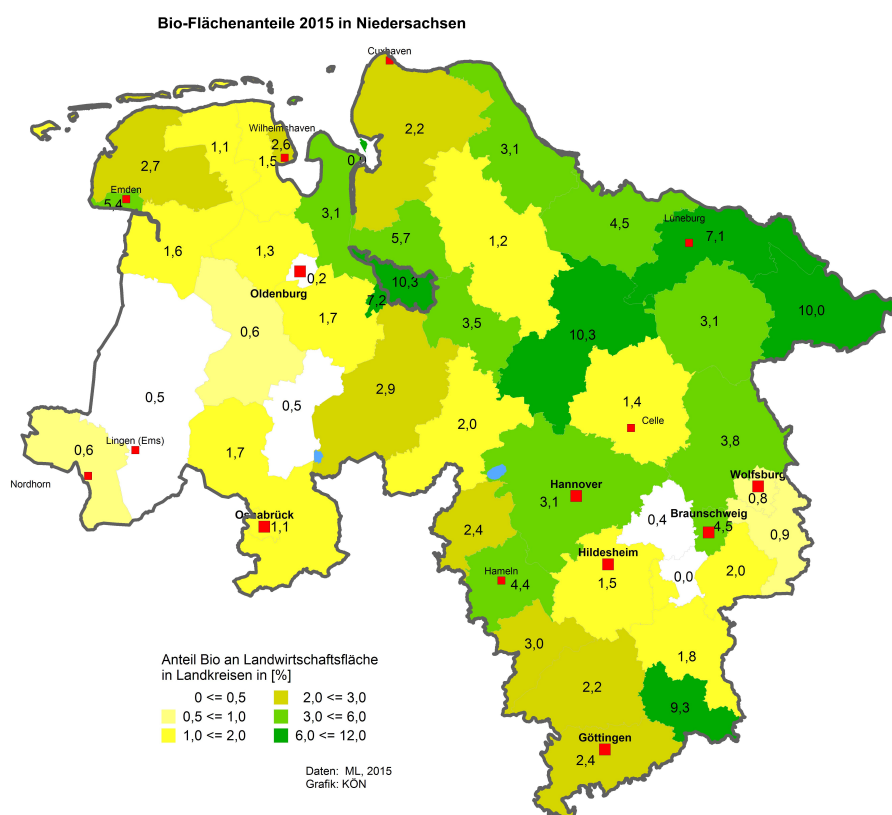 Bio-Flächenanteile 2015 in Niedersachsen
Cuxhaven
2,2
Wilhelmshaven
1,1
2,6
1,5
2,7
3,1
Emden
5,4
3,1
4,5
Lüneburg
7,1
5,7
1,2
1,6
1,3
0,2
Oldenburg
10,3
7,2
1,7
3,5
10,3
3,1
10,0
0,6
2,9
0,5
0,5
1,4
Celle
2,0
3,8
0,6
Lingen (Ems)
1,7
Nordhorn
Hannover
3,1
Wolfsburg
0,8
Osnabrück
1,1
2,4
0,4
Braunschweig
4,5
0,9
Hildesheim
1,5
0,0
2,0
Hameln
4,4
3,0
1,8
2,2
9,3
Göttingen
2,4
Anteil Bio an Landwirtschaftsfläche
in Landkreisen in [%]
0 <= 0,5
2,0 <= 3,0
0,5 <= 1,0
3,0 <= 6,0
1,0 <= 2,0
6,0 <= 12,0
Daten: ML, 2015
Grafik: KÖN